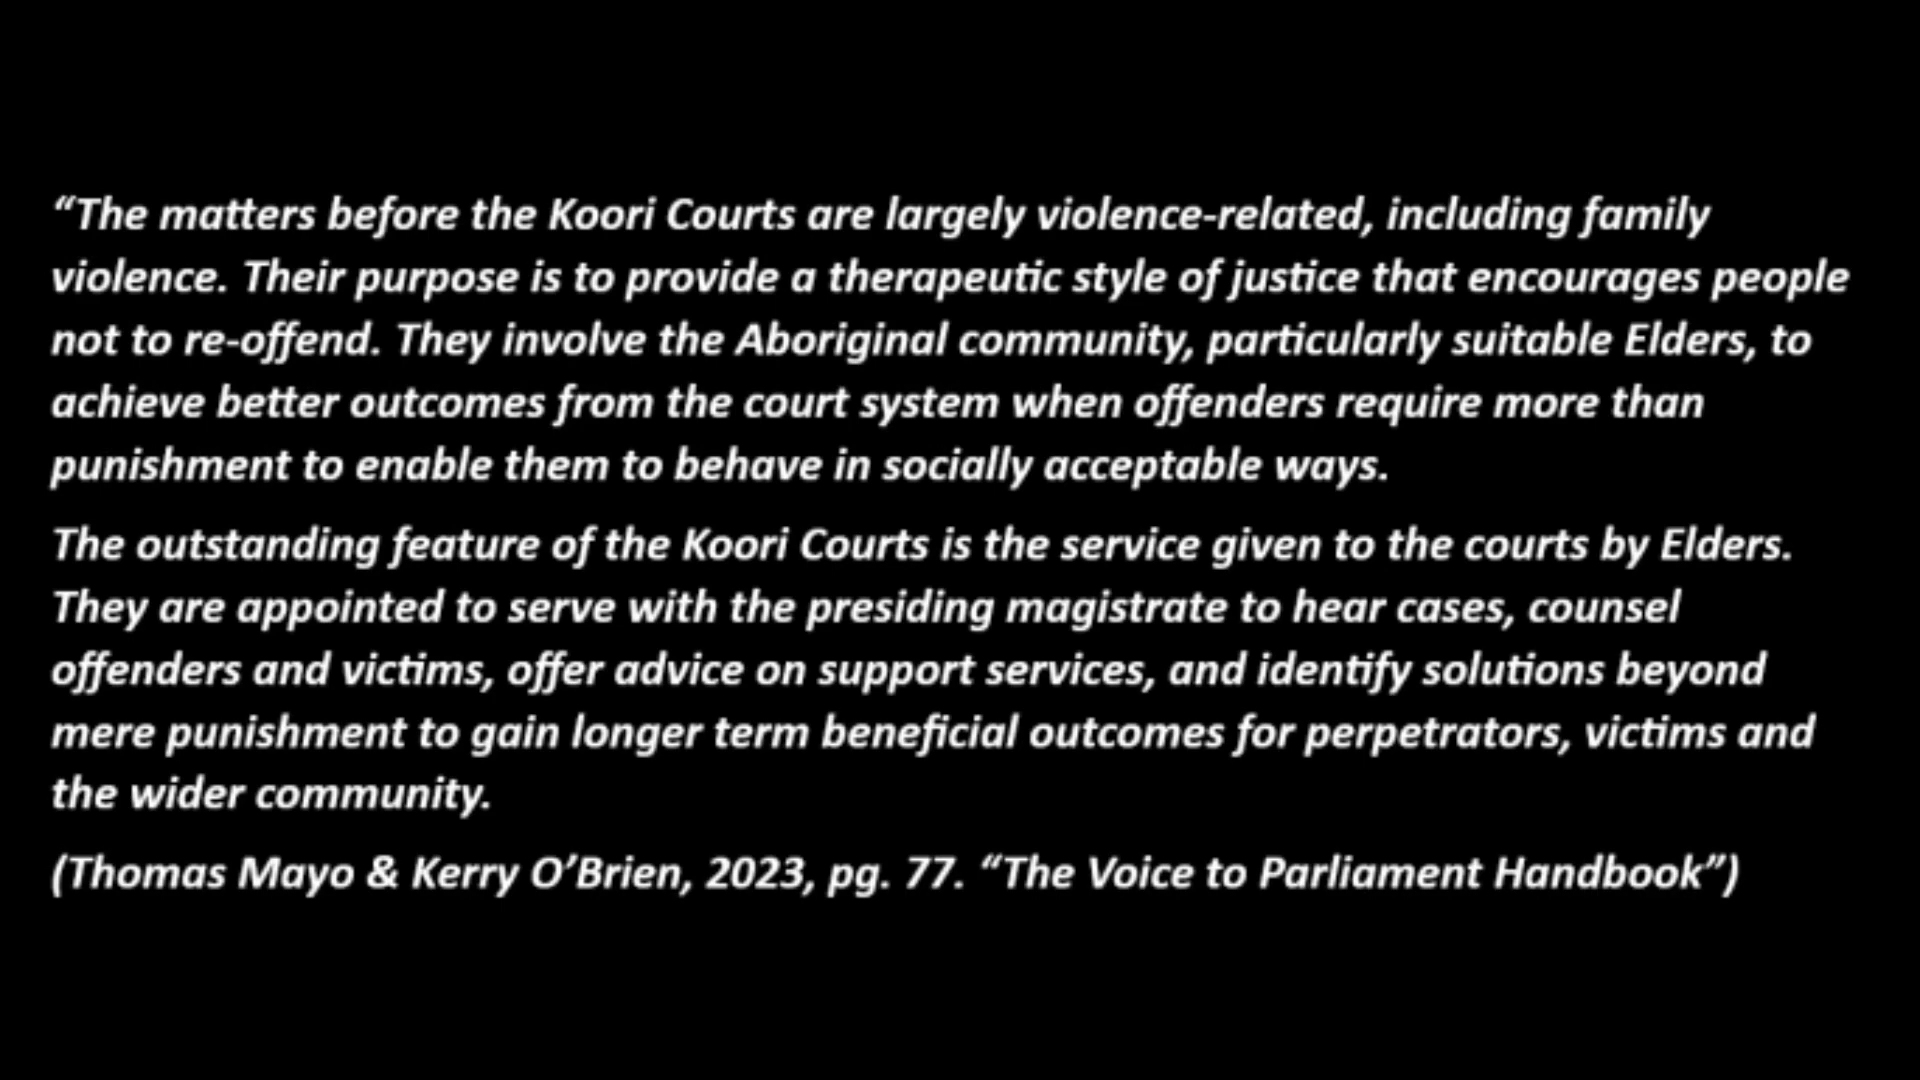 “The matters before the Koori Courts are largely violence-related, including family
violence. Their purpose is to provide a therapeutic style of justice that encourages people
not to re-offend. They involve the Aboriginal community, particularly suitable Elders, to
achieve better outcomes from the court system when offenders require more than
punishment to enable them to behave in socially acceptable ways.
The outstanding feature of the Koori Courts is the service given to the courts by Elders.
They are appointed to serve with the presiding magistrate to hear cases, counsel
offenders and victims, offer advice on support services, and identify solutions beyond
mere punishment to gain longer term beneficial outcomes for perpetrators, victims and
the wider community.
(Thomas Mayo & Kerry O’Brien, 2023, pg. 77. “The Voice to Parliament Handbook”)